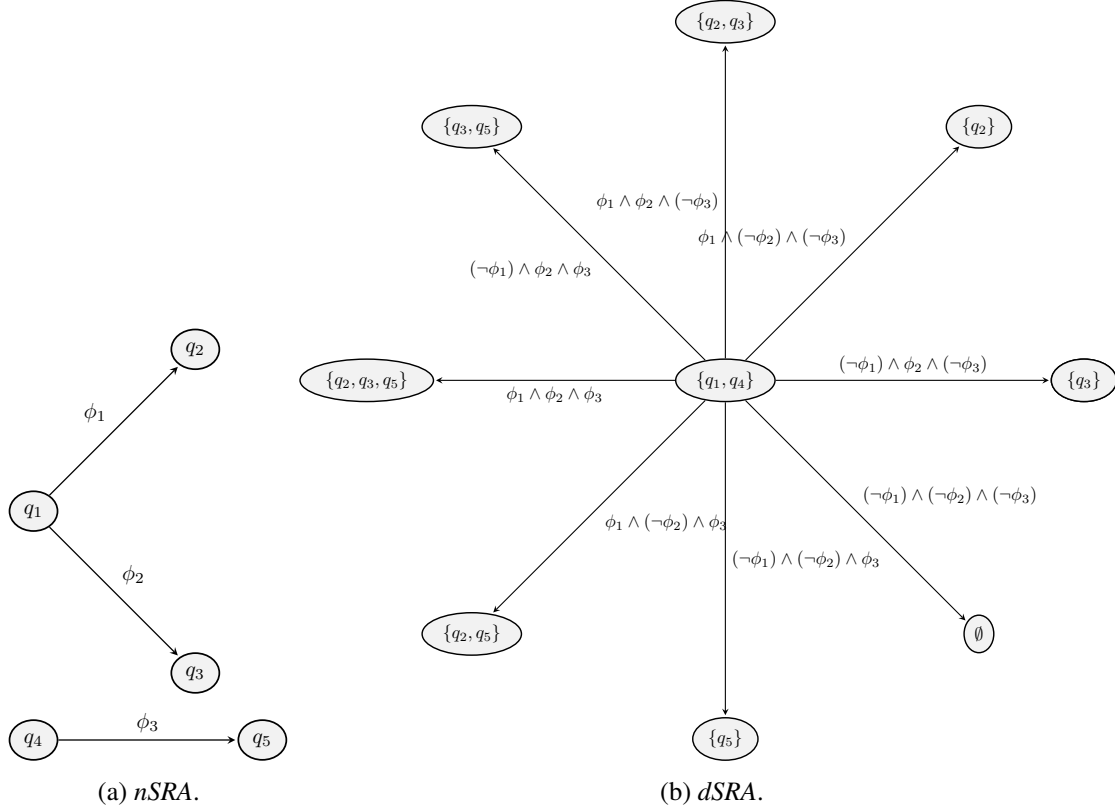 {q₂, q₃}
{q₃, q₅}
{q₂}
ϕ₁ ∧ ϕ₂ ∧ (¬ϕ₃)
ϕ₁ ∧ (¬ϕ₂) ∧ (¬ϕ₃)
(¬ϕ₁) ∧ ϕ₂ ∧ ϕ₃
q₂
{q₂, q₃, q₅}
ϕ₁ ∧ ϕ₂ ∧ ϕ₃
{q₁, q₄}
(¬ϕ₁) ∧ ϕ₂ ∧ (¬ϕ₃)
{q₃}
ϕ₁
q₁
ϕ₂
(¬ϕ₁) ∧ (¬ϕ₂) ∧ (¬ϕ₃)
ϕ₁ ∧ (¬ϕ₂) ∧ ϕ₃
(¬ϕ₁) ∧ (¬ϕ₂) ∧ ϕ₃
q₃
{q₂, q₅}
∅
q₄
ϕ₃
q₅
{q₅}
(a) nSRA.
(b) dSRA.